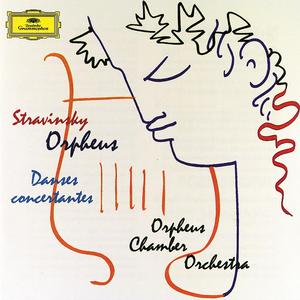 Deutsche
Grammophon
Stravinsky
Orpheus
Danses
concertantes
Orpheus
Chamber
Orchestra